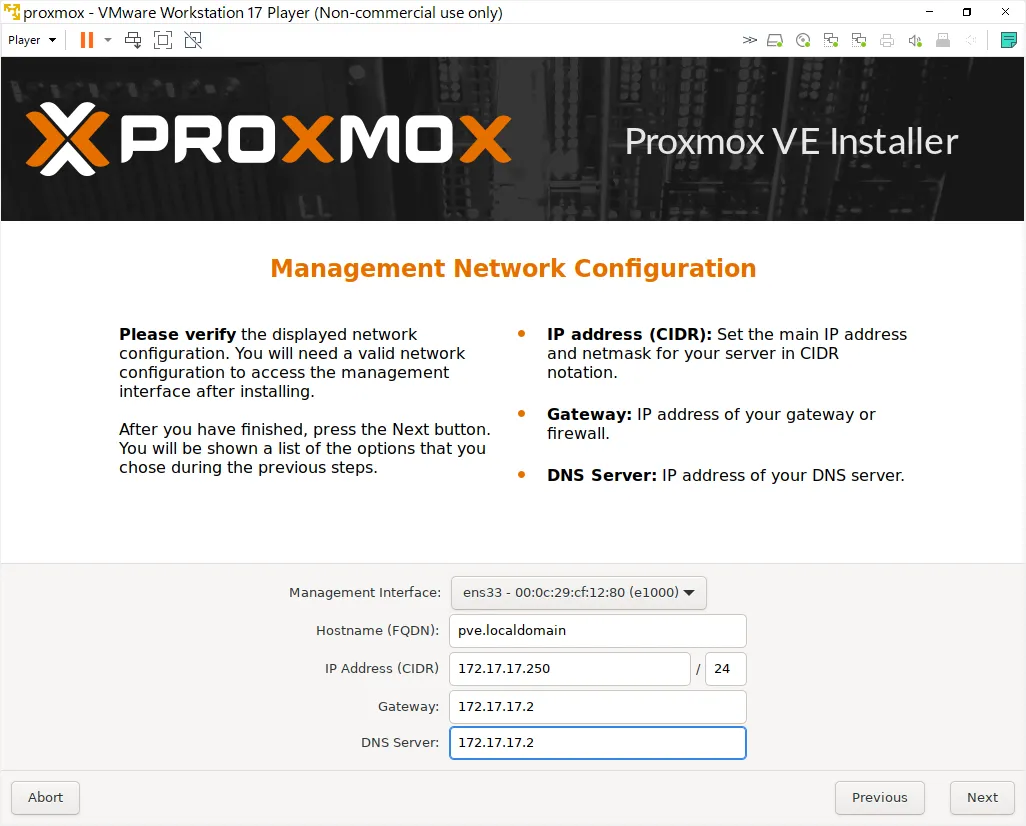 proxmox - VMware Workstation 17 Player (Non-commercial use only)
Player
PROXMOX
Proxmox VE Installer
Management Network Configuration
Please verify the displayed network
configuration. You will need a valid network
configuration to access the management
interface after installing.
After you have finished, press the Next button.
You will be shown a list of the options that you
chose during the previous steps.
IP address (CIDR): Set the main IP address
and netmask for your server in CIDR
notation.
Gateway: IP address of your gateway or
firewall.
DNS Server: IP address of your DNS server.
Management Interface: ens33 - 00:0c:29:cf:12:80 (e1000)
Hostname (FQDN): pve.localdomain
IP Address (CIDR) 172.17.17.250 / 24
Gateway: 172.17.17.2
DNS Server: 172.17.17.2
Abort Previous Next